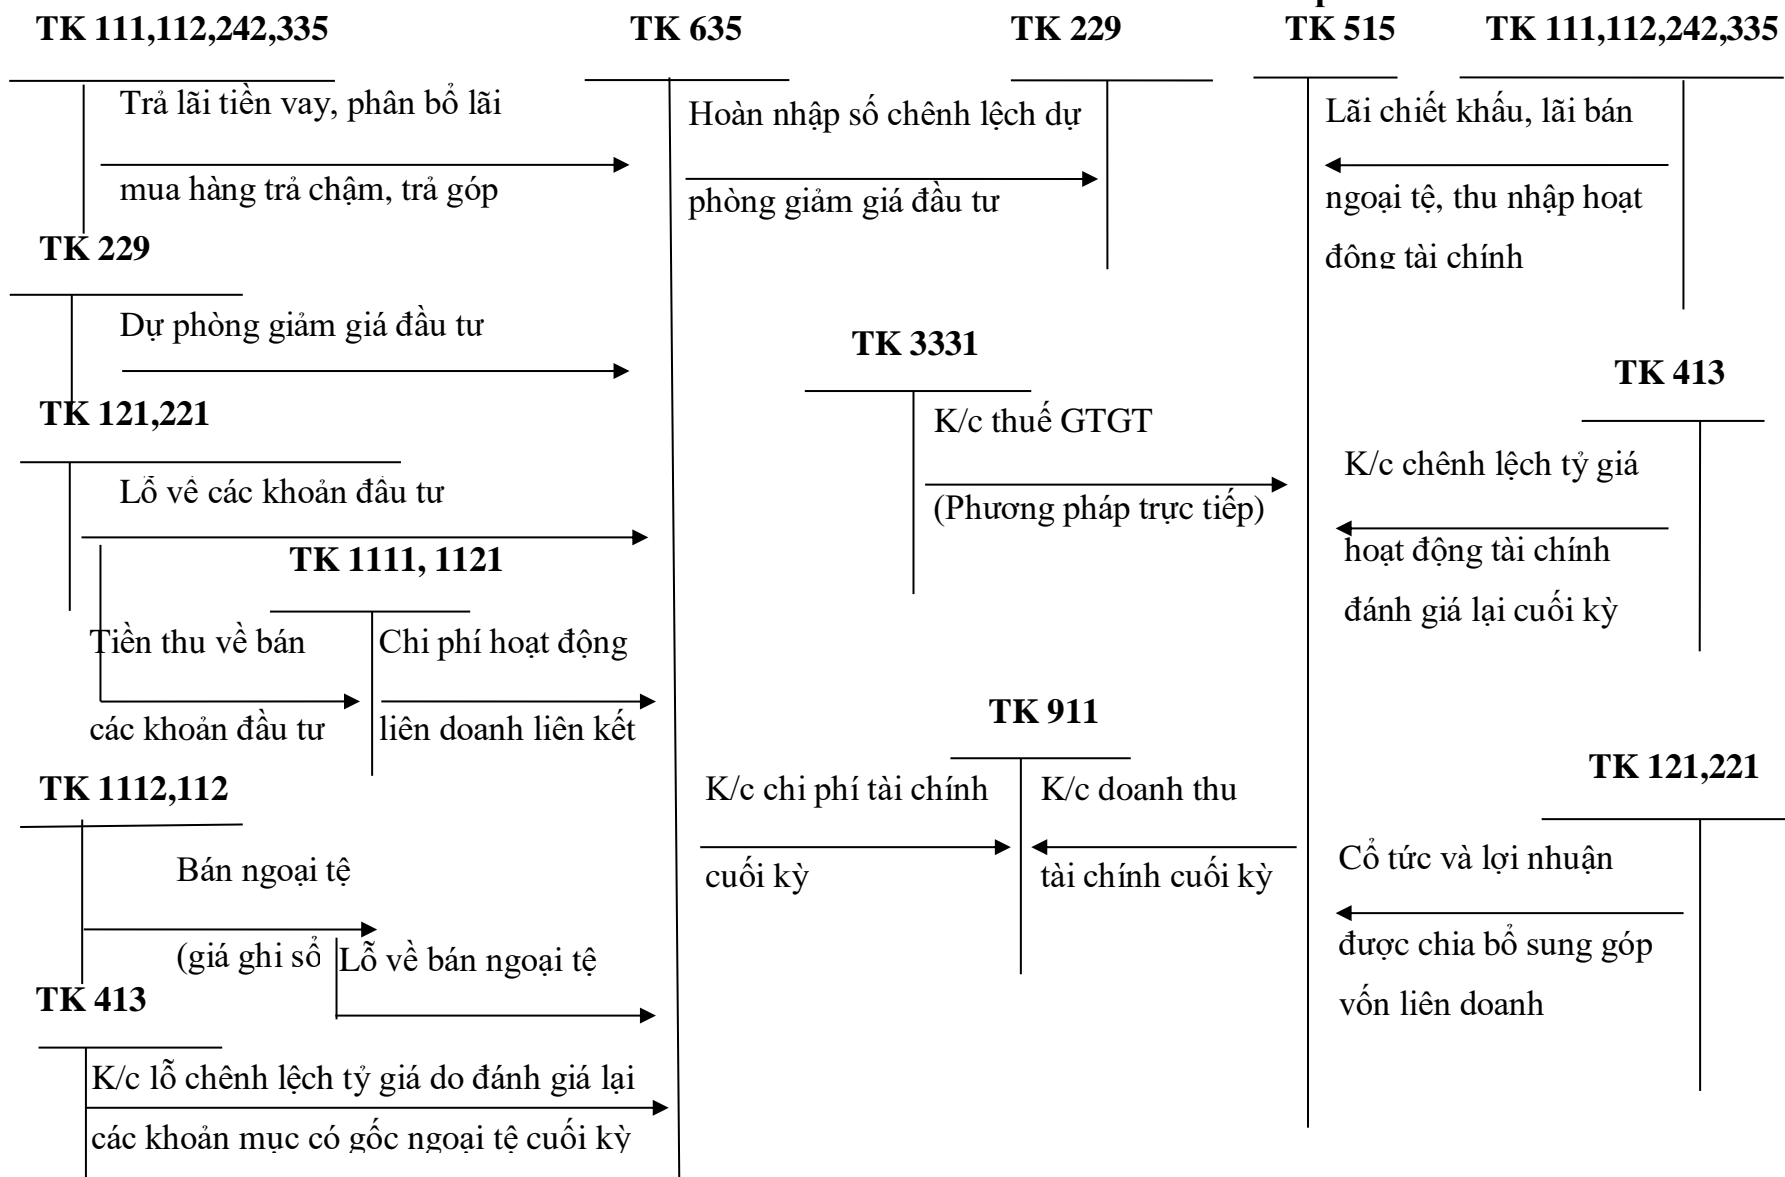 TK 111,112,242,335
TK 635
TK 229
TK 515
TK 111,112,242,335
Trả lãi tiền vay, phân bổ lãi
mua hàng trả chậm, trả góp
Hoàn nhập số chênh lệch dự
phòng giảm giá đầu tư
Lãi chiết khấu, lãi bán
ngoại tệ, thu nhập hoạt
động tài chính
TK 229
Dự phòng giảm giá đầu tư
TK 3331
K/c thuế GTGT
(Phương pháp trực tiếp)
TK 413
K/c chênh lệch tỷ giá
hoạt động tài chính
đánh giá lại cuối kỳ
TK 121,221
Lỗ về các khoản đầu tư
TK 1111, 1121
Tiền thu về bán
các khoản đầu tư
Chi phí hoạt động
liên doanh liên kết
TK 911
K/c chi phí tài chính
cuối kỳ
K/c doanh thu
tài chính cuối kỳ
TK 121,221
Cổ tức và lợi nhuận
được chia bổ sung góp
vốn liên doanh
TK 1112,112
Bán ngoại tệ
(giá ghi sổ
Lỗ về bán ngoại tệ
TK 413
K/c lỗ chênh lệch tỷ giá do đánh giá lại
các khoản mục có gốc ngoại tệ cuối kỳ